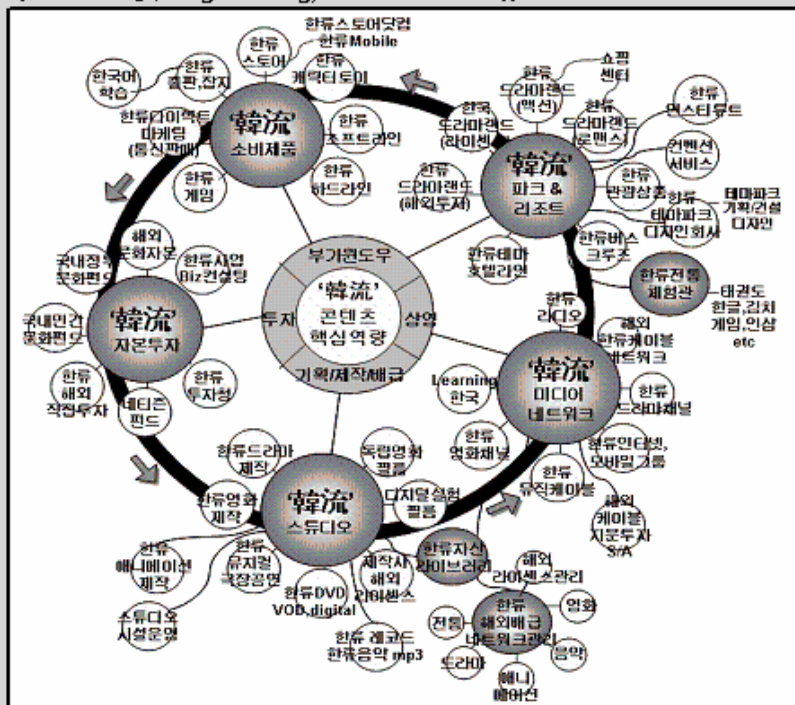 한류스토어닷컴
한류Mobile
한류
스토어
한류
출판,잡지
한국어
학습
한류
캐릭터토이
한류다이렉트
마케팅
(통신판매)
'韓流'
소비제품
한류
소프트라인
한류
게임
한류
하드라인
쇼핑
센터
한류
드라마랜드
(액션)
한국
드라마랜드
(라이센
한류
드라마랜드
(로맨스)
한류
인스티튜트
컨벤션
서비스
'韓流'
파크 &
리조트
한류
드라마랜드
(해외투자)
한류
관광상품
한류
테마파크
디자인회사
테마파크
기획/건설
디자인
한류테마
호텔라인
한류버스
크루즈
한류전통
체험관
태권도
한글,김치
게임,인삼
etc
부가윈도우
투자
상영
기획/제작/배급
'韓流'
콘텐츠
핵심역량
해외
문화자본
국내정부
문화펀드
한류사업
Biz컨설팅
'韓流'
자본투자
국내민간
문화펀드
한류
해외
직접투자
네티즌
펀드
한류
투자청
한류
라디오
해외
한류케이블
네트워크
Learning
한국
'韓流'
미디어
네트워크
한류
드라마채널
한류
영화채널
한류인터넷,
모바일그룹
한류
뮤직케이블
해외
케이블
지분투자
S/A
한류드라마
제작
독립영화
필름
한류영화
제작
'韓流'
스튜디오
디지털실험
필름
한류
애니메이션
제작
한류
뮤지컬
극장공연
스튜디오
시설운영
한류DVD
VOD,digital
제작사
해외
라이센스
한류 레코드
한류음악 mp3
한류자산
라이브러리
해외
라이센스관리
한류
해외배급
네트워크관리
영화
전통
음악
드라마
애니
메이션